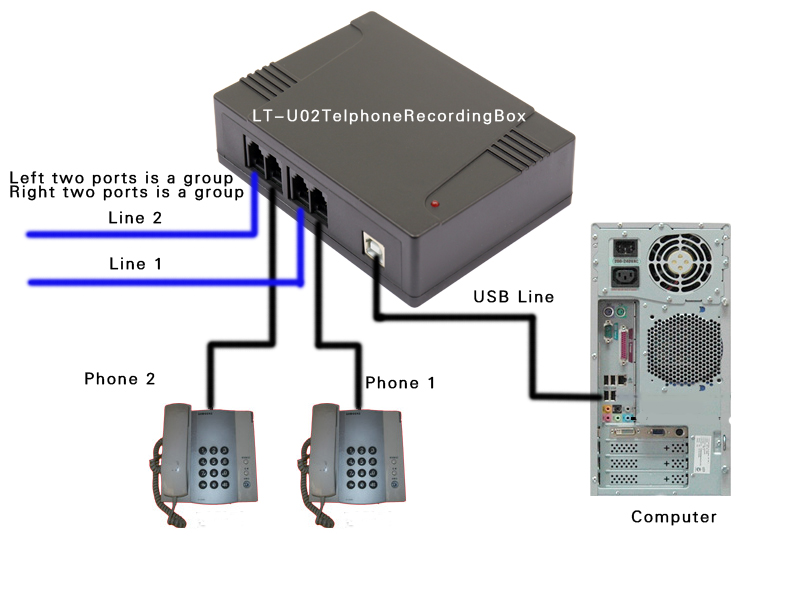 LT-U02TelphoneRecordingBox
Left two ports is a group
Right two ports is a group
Line 2
Line 1
USB Line
Phone 2
Phone 1
Computer